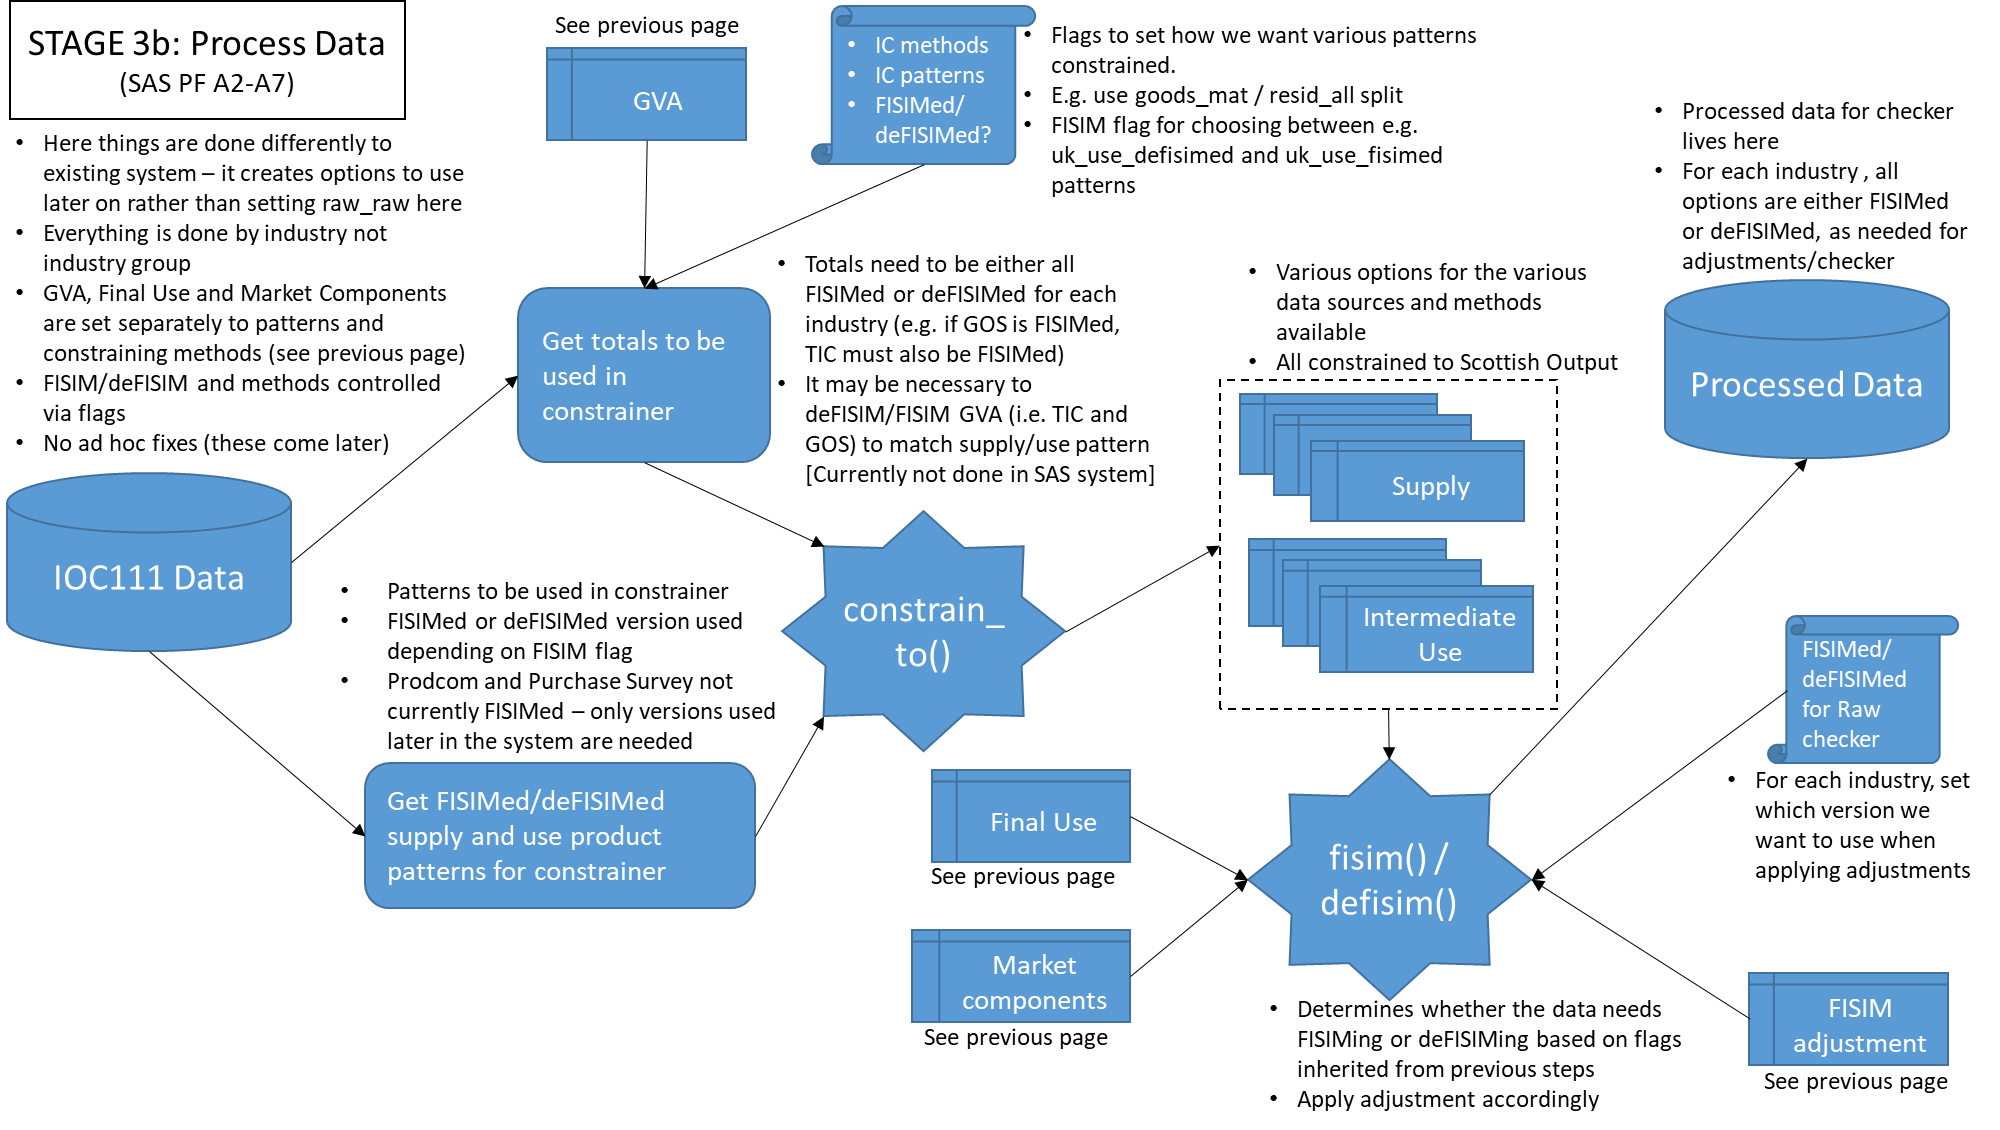 STAGE 3b: Process Data
(SAS PF A2-A7)
• Here things are done differently to
existing system – it creates options to use
later on rather than setting raw_raw here
• Everything is done by industry not
industry group
• GVA, Final Use and Market Components
are set separately to patterns and
constraining methods (see previous page)
• FISIM/deFISIM and methods controlled
via flags
• No ad hoc fixes (these come later)
See previous page
GVA
• IC methods
• IC patterns
• FISIMed/
deFISIMed?
• Flags to set how we want various patterns
constrained.
• E.g. use goods_mat / resid_all split
• FISIM flag for choosing between e.g.
uk_use_defisimed and uk_use_fisimed
patterns
• Processed data for checker
lives here
• For each industry , all
options are either FISIMed
or deFISIMed, as needed for
adjustments/checker
Processed Data
Get totals to be
used in
constrainer
• Totals need to be either all
FISIMed or deFISIMed for each
industry (e.g. if GOS is FISIMed,
TIC must also be FISIMed)
• It may be necessary to
deFISIM/FISIM GVA (i.e. TIC and
GOS) to match supply/use pattern
[Currently not done in SAS system]
• Various options for the various
data sources and methods
available
• All constrained to Scottish Output
Supply
Intermediate
Use
IOC111 Data
• Patterns to be used in constrainer
• FISIMed or deFISIMed version used
depending on FISIM flag
• Prodcom and Purchase Survey not
currently FISIMed – only versions used
later in the system are needed
Get FISIMed/deFISIMed
supply and use product
patterns for constrainer
constrain_
to()
FISIMed/
deFISIMed
for Raw
checker
• For each industry, set
which version we
want to use when
applying adjustments
Final Use
See previous page
Market
components
See previous page
fisim() /
defisim()
• Determines whether the data needs
FISIMing or deFISIMing based on flags
inherited from previous steps
• Apply adjustment accordingly
FISIM
adjustment
See previous page